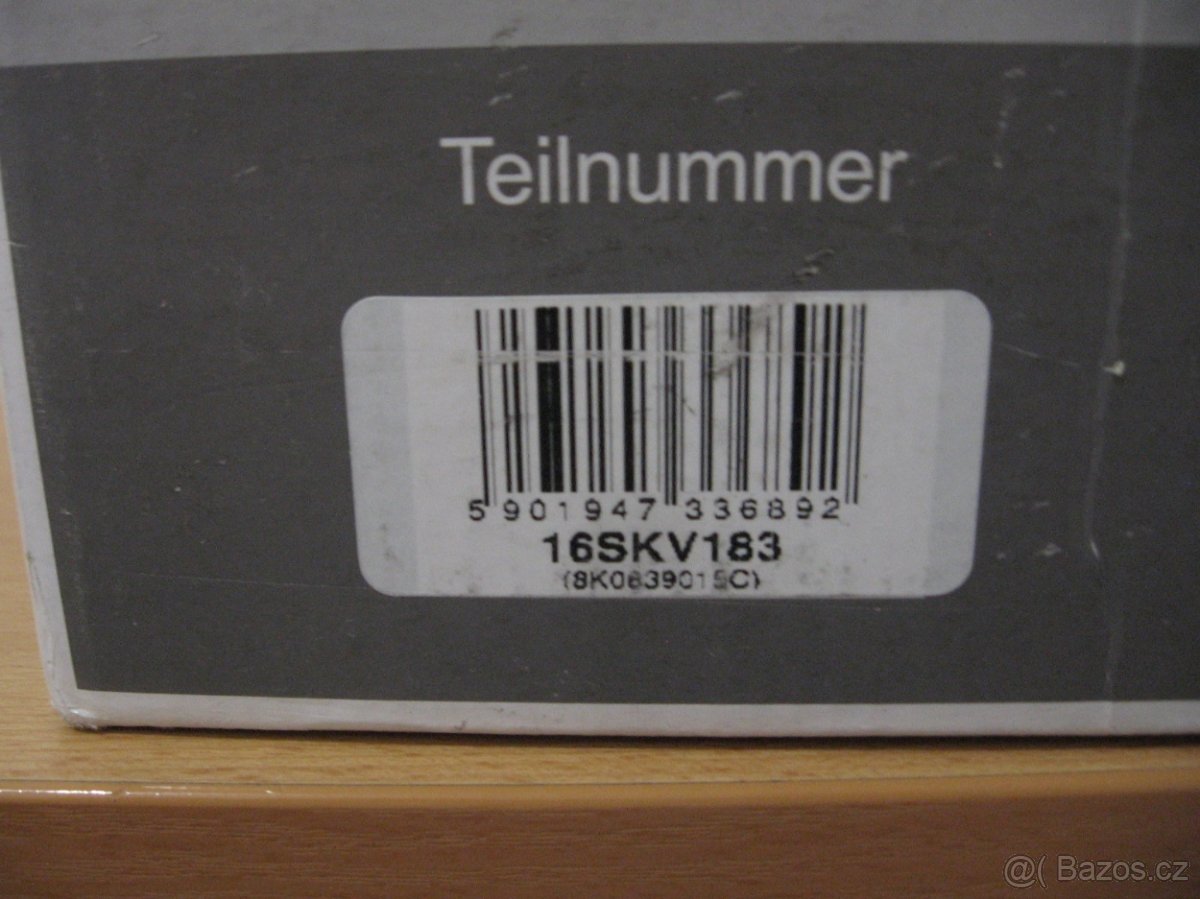 Teilnummer
5 901947 336892
16SKV183
(8K0839015C)
@( Bazos.cz